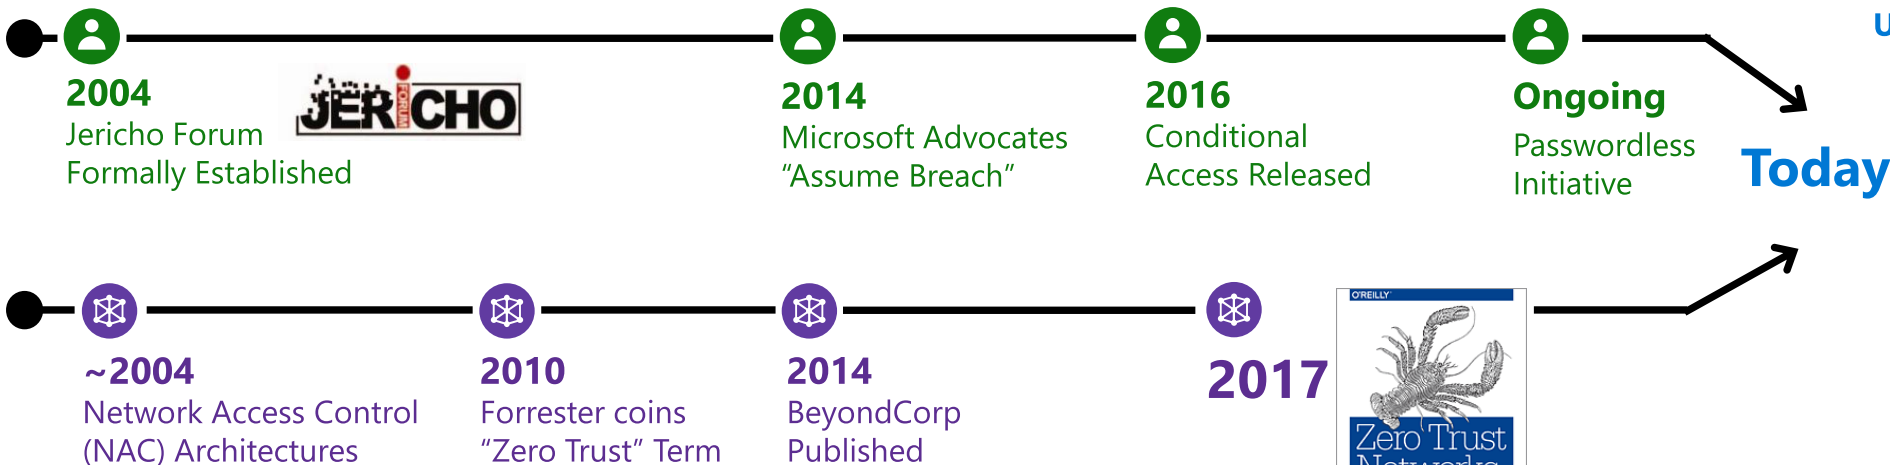 U
2004
Jericho Forum
Formally Established
JERiCHO
FORUM
2014
Microsoft Advocates
“Assume Breach”
2016
Conditional
Access Released
Ongoing
Passwordless
Initiative
Today
~2004
Network Access Control
(NAC) Architectures
2010
Forrester coins
“Zero Trust” Term
2014
BeyondCorp
Published
2017
O'REILLY
Zero Trust
Networks